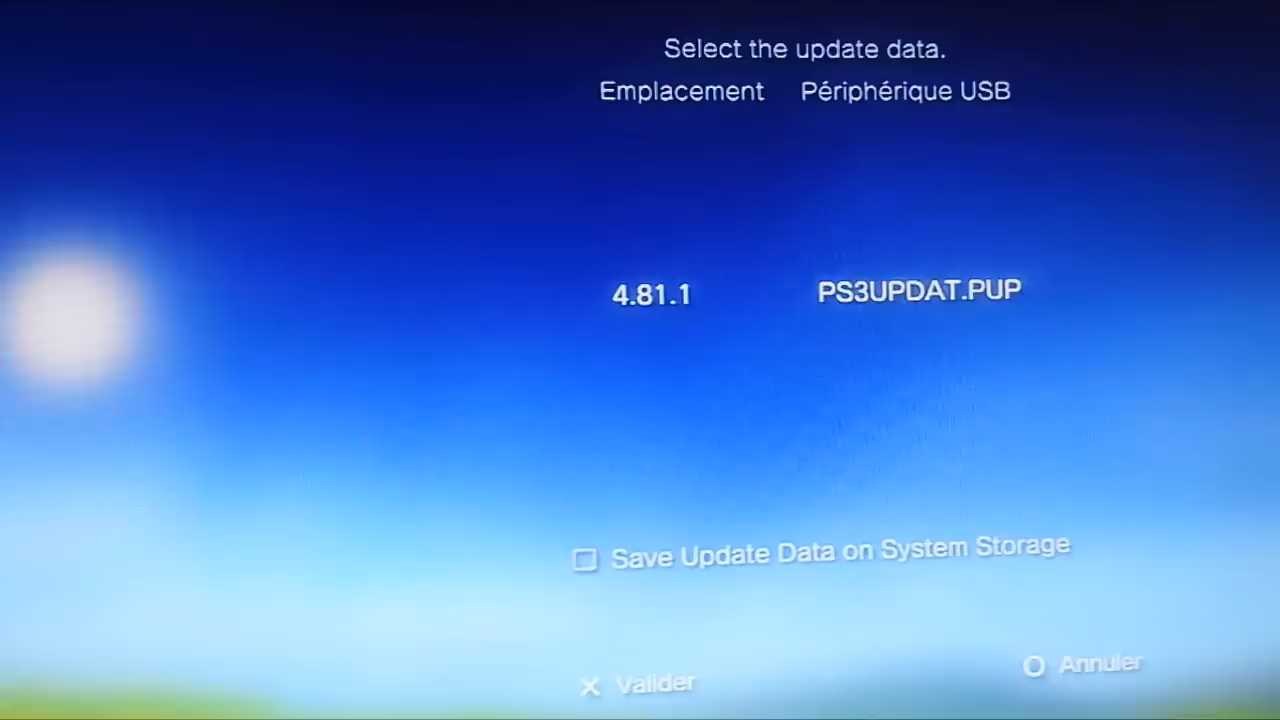 Select the update data.
Emplacement Périphérique USB
4.81.1 PS3UPDAT.PUP
Save Update Data on System Storage
X Valider O Annuler